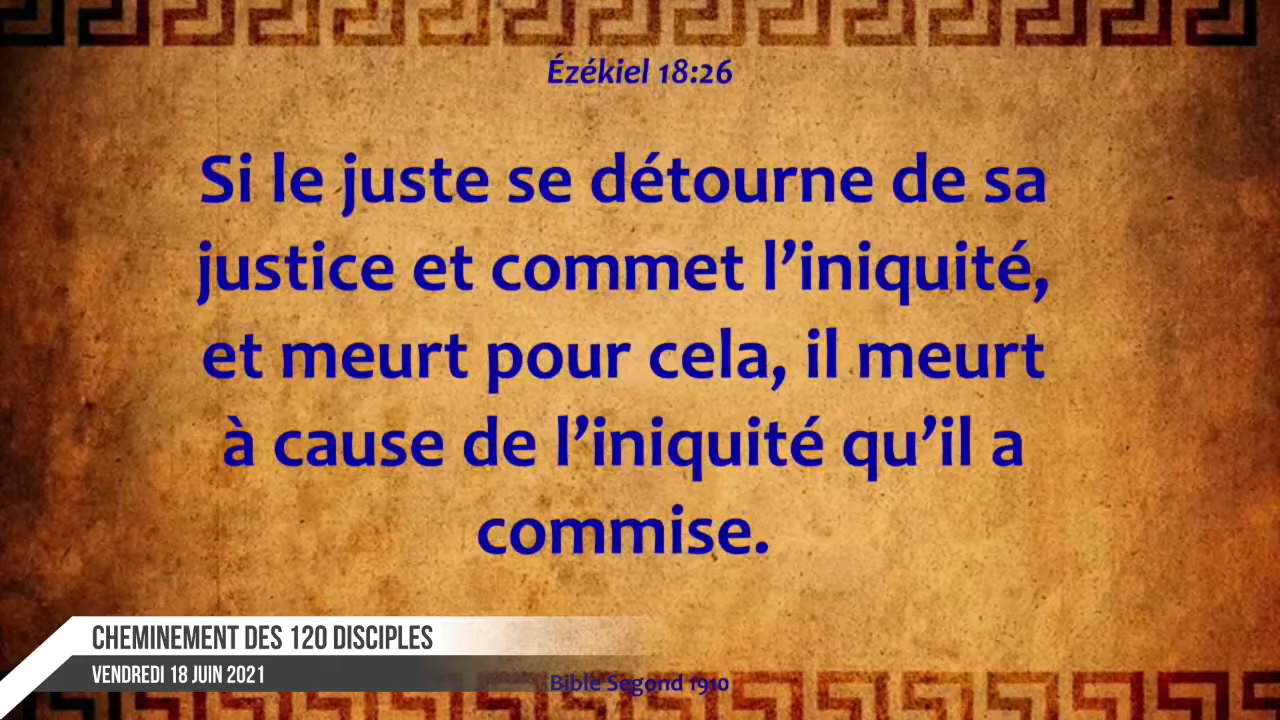 Ézékiel 18:26
Si le juste se détourne de sa
justice et commet l’iniquité,
et meurt pour cela, il meurt
à cause de l’iniquité qu’il a
commise.
CHEMINEMENT DES 120 DISCIPLES
VENDREDI 18 JUIN 2021
Bible Segond 1910